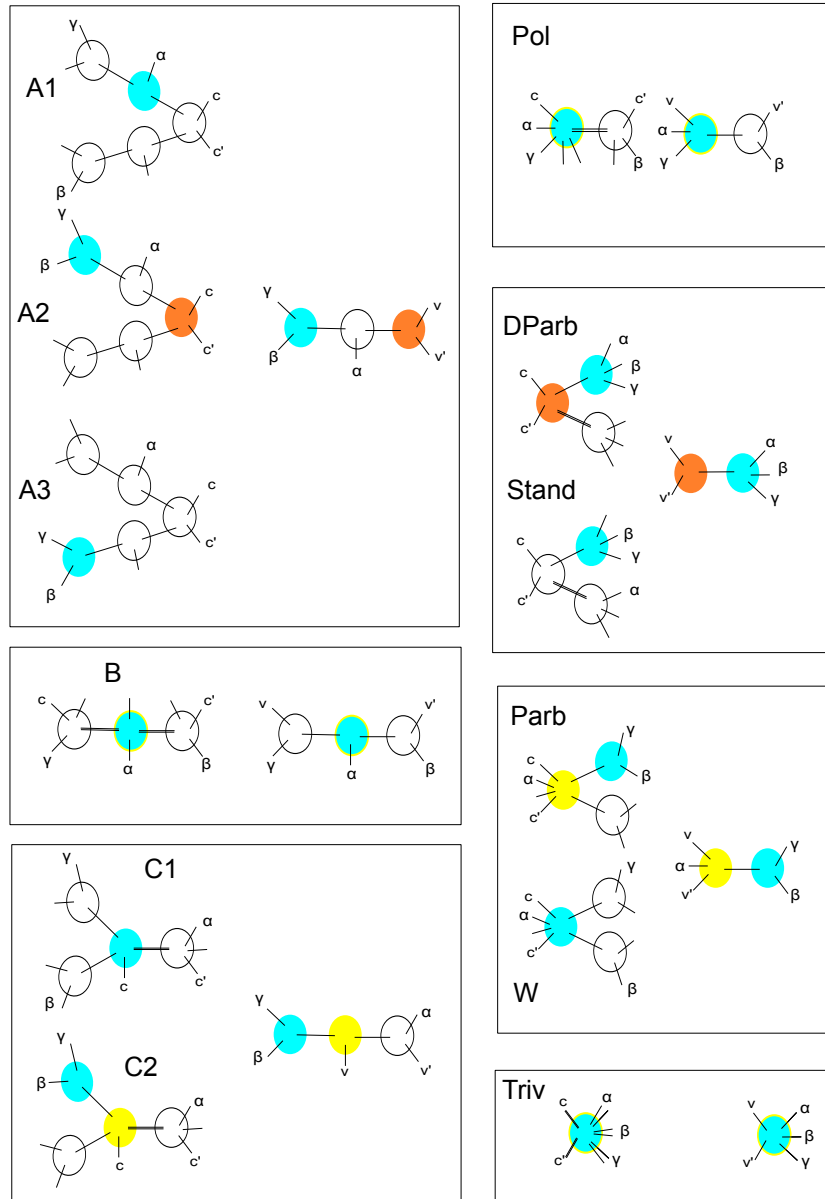 γ
α
A1
c
c'
β
γ
α
β
c
A2
c'
γ
v
β
α
v'
α
A3
c
γ
c'
β
B
c
c'
γ
α
β
v
v'
γ
α
β
C1
γ
α
c
c'
β
γ
C2
β
α
c
c'
γ
α
β
v
v'
Pol
c
c'
α
γ
β
v
v'
α
γ
β
DParb
α
c
β
γ
c'
v
α
β
v'
γ
Stand
c
β
γ
c'
α
Parb
γ
c
α
β
c'
v
γ
α
v'
β
γ
c
α
c'
β
W
Triv
c
α
β
c'
γ
v
α
β
v'
γ